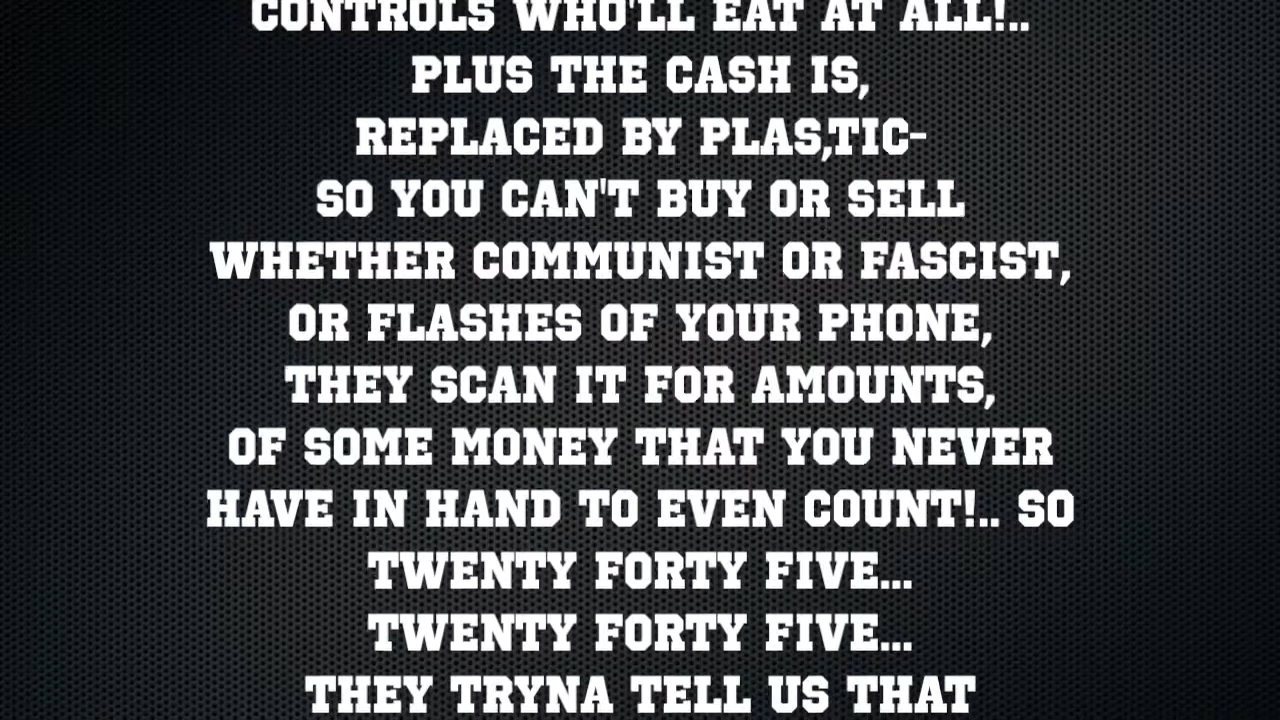 CONTROLS WHO'LL EAT AT ALL!..
PLUS THE CASH IS,
REPLACED BY PLAS,TIC-
SO YOU CAN'T BUY OR SELL
WHETHER COMMUNIST OR FASCIST,
OR FLASHES OF YOUR PHONE,
THEY SCAN IT FOR AMOUNTS,
OF SOME MONEY THAT YOU NEVER
HAVE IN HAND TO EVEN COUNT!.. SO
TWENTY FORTY FIVE...
TWENTY FORTY FIVE...
THEY TRYNA TELL US THAT